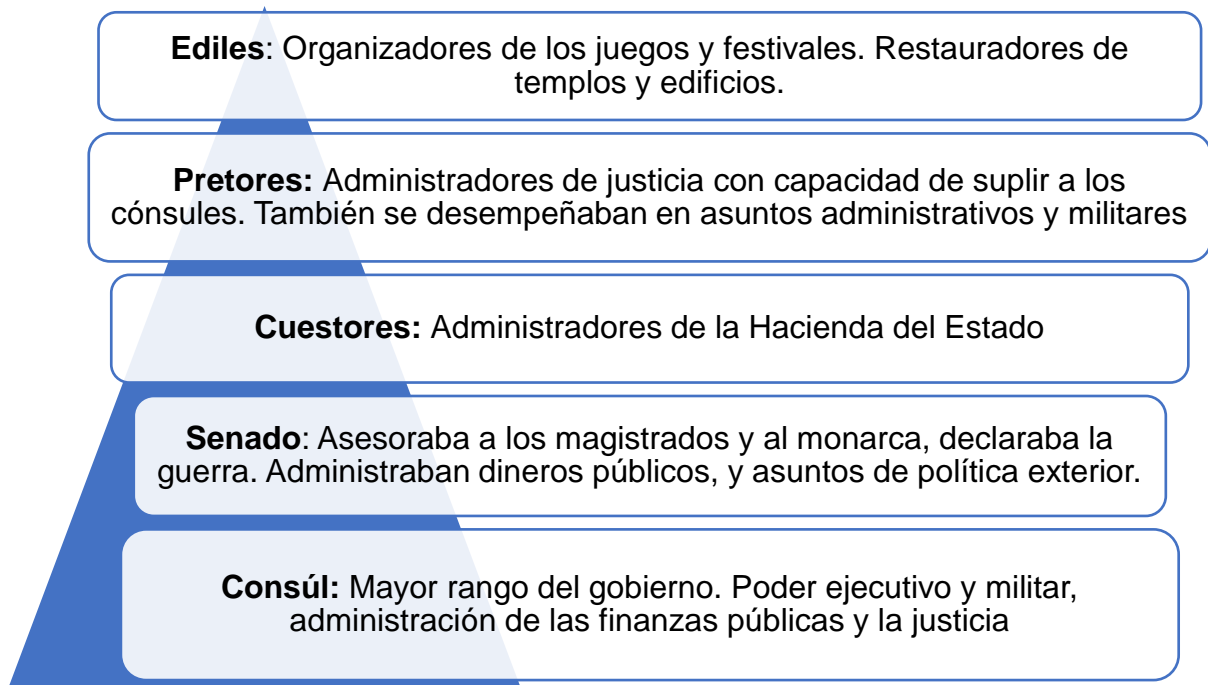 Ediles: Organizadores de los juegos y festivales. Restauradores de
templos y edificios.
Pretores: Administradores de justicia con capacidad de suplir a los
cónsules. También se desempeñaban en asuntos administrativos y militares
Cuestores: Administradores de la Hacienda del Estado
Senado: Asesoraba a los magistrados y al monarca, declaraba la
guerra. Administraban dineros públicos, y asuntos de política exterior.
Consúl: Mayor rango del gobierno. Poder ejecutivo y militar,
administración de las finanzas públicas y la justicia